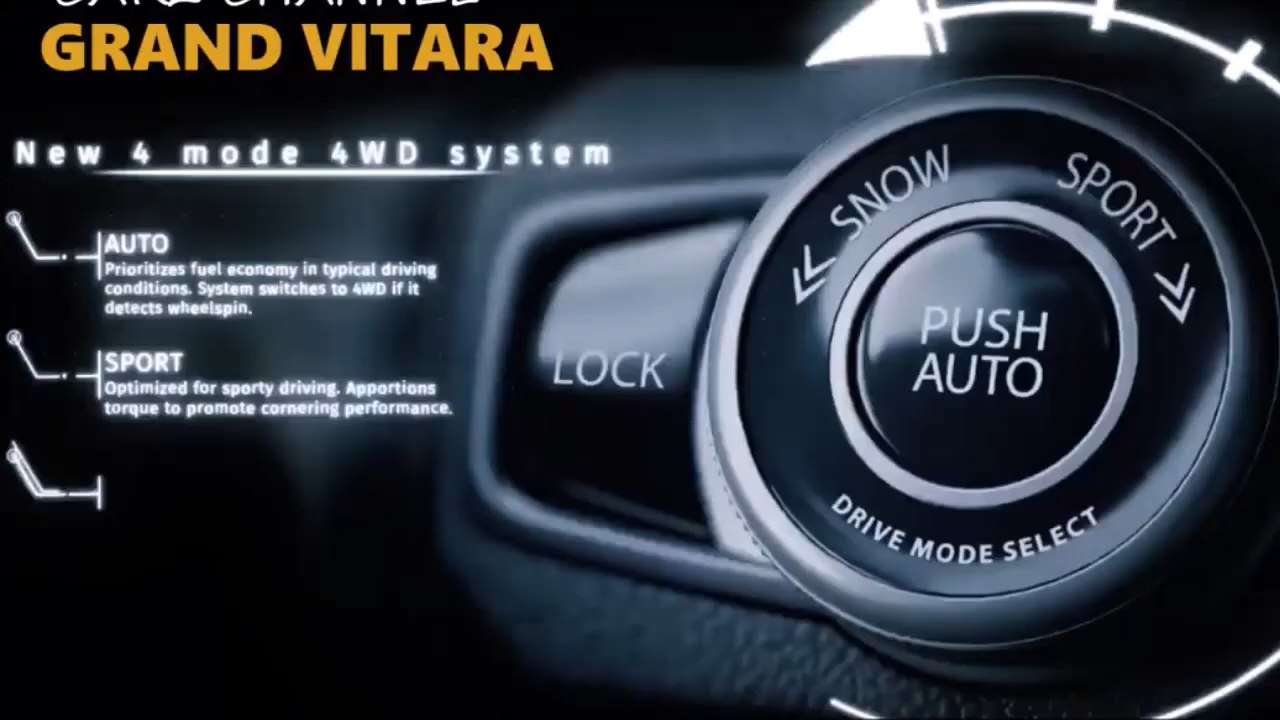 GRAND VITARA
New 4 mode 4WD system
AUTO
Prioritizes fuel economy in typical driving
conditions. System switches to 4WD if it
detects wheelspin.
SPORT
Optimized for sporty driving. Apportions
torque to promote cornering performance.
SNOW
SPORT
LOCK
PUSH
AUTO
DRIVE MODE SELECT